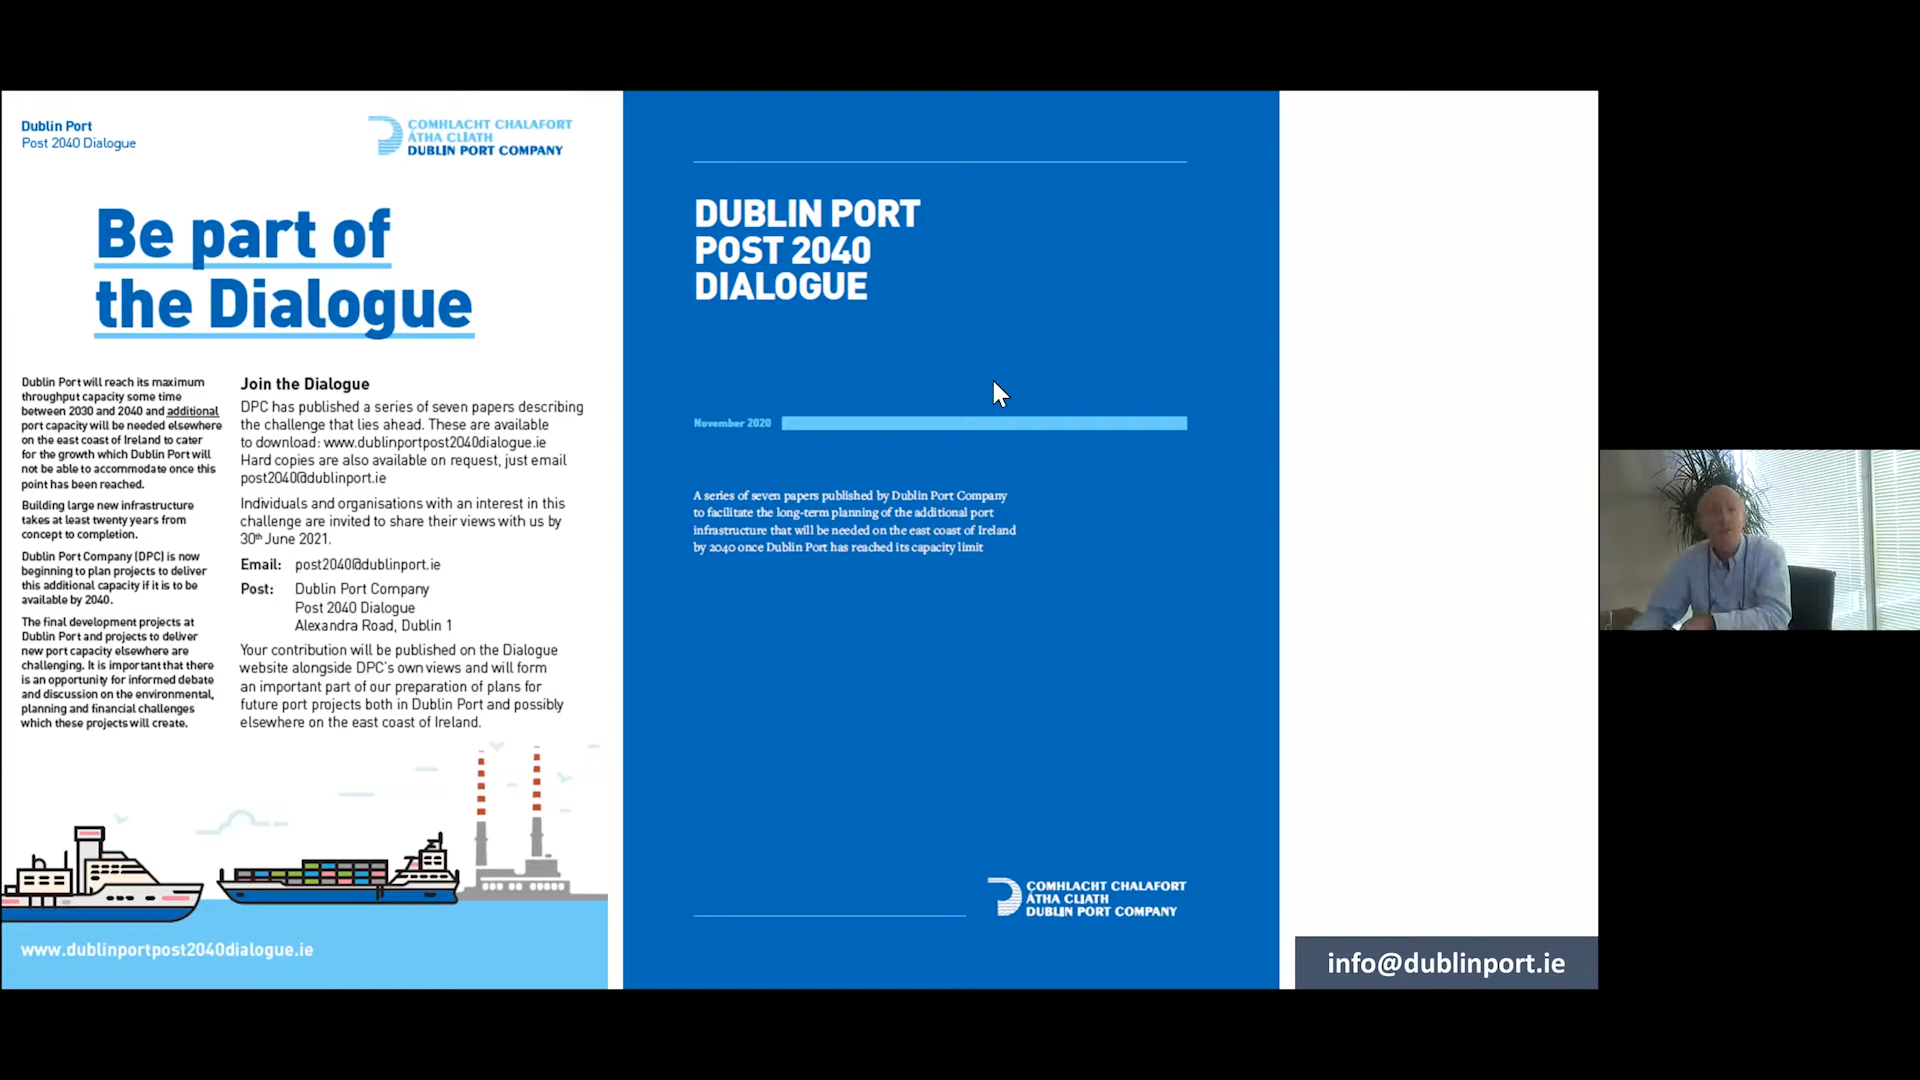 Dublin Port
Post 2040 Dialogue
COMHLACHT CHALAFORT
ÁTHA CLIATH
DUBLIN PORT COMPANY
Be part of
the Dialogue
Dublin Port will reach its maximum
throughput capacity some time
between 2030 and 2040 and additional
port capacity will be needed elsewhere
on the east coast of Ireland to cater
for the growth which Dublin Port will
not be able to accommodate once this
point has been reached.
Building large new infrastructure
takes at least twenty years from
concept to completion.
Dublin Port Company (DPC) is now
beginning to plan projects to deliver
this additional capacity if it is to be
available by 2040.
The final development projects at
Dublin Port and projects to deliver
new port capacity elsewhere are
challenging. It is important that there
is an opportunity for informed debate
and discussion on the environmental,
planning and financial challenges
which these projects will create.
Join the Dialogue
DPC has published a series of seven papers describing
the challenge that lies ahead. These are available
to download: www.dublinportpost2040dialogue.ie
Hard copies are also available on request, just email
post2040@dublinport.ie
Individuals and organisations with an interest in this
challenge are invited to share their views with us by
30th June 2021.
Email: post2040@dublinport.ie
Post: Dublin Port Company
Post 2040 Dialogue
Alexandra Road, Dublin 1
Your contribution will be published on the Dialogue
website alongside DPC's own views and will form
an important part of our preparation of plans for
future port projects both in Dublin Port and possibly
elsewhere on the east coast of Ireland.
www.dublinportpost2040dialogue.ie
DUBLIN PORT
POST 2040
DIALOGUE
November 2020
A series of seven papers published by Dublin Port Company
to facilitate the long-term planning of the additional port
infrastructure that will be needed on the east coast of Ireland
by 2040 once Dublin Port has reached its capacity limit
COMHLACHT CHALAFORT
ÁTHA CLIATH
DUBLIN PORT COMPANY
info@dublinport.ie